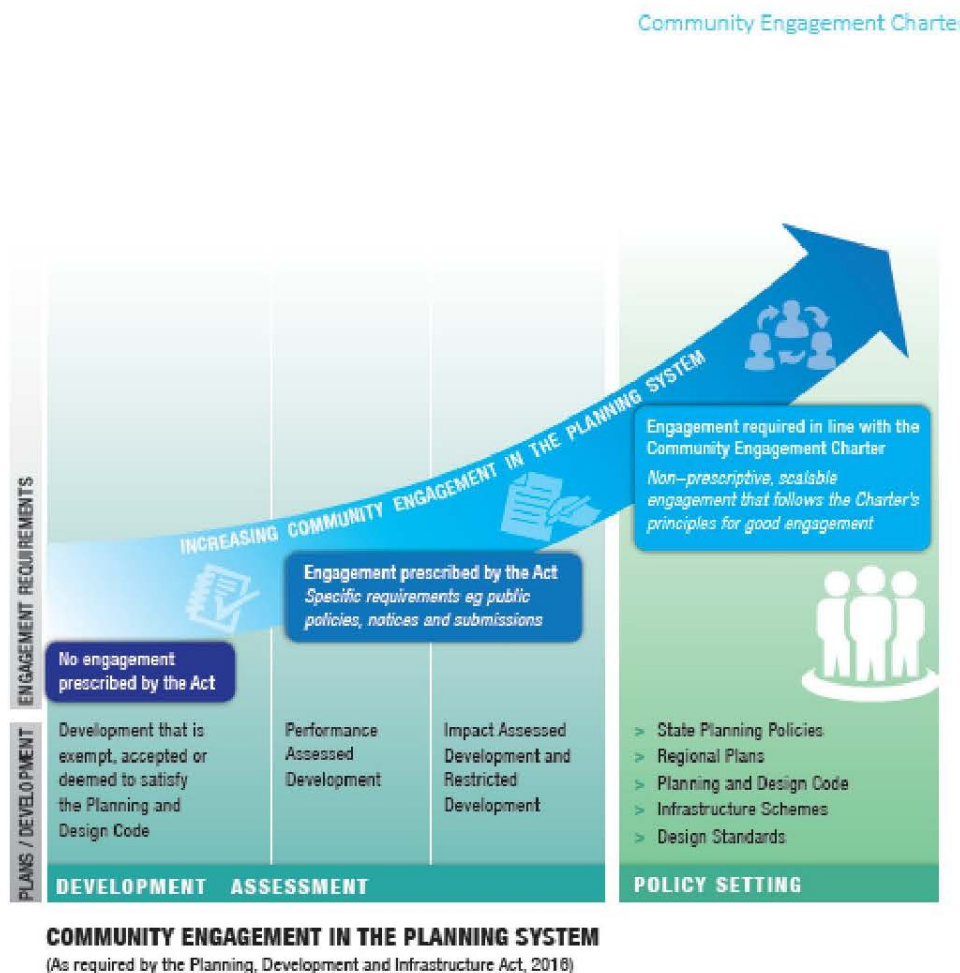 Community Engagement Charte
INCREASING COMMUNITY ENGAGEMENT IN THE PLANNING SYSTEM
ENGAGEMENT REQUIREMENTS
No engagement
prescribed by the Act
Engagement prescribed by the Act
Specific requirements eg public
policies, notices and submissions
Engagement required in line with the
Community Engagement Charter
Non–prescriptive, scalable
engagement that follows the Charter's
principles for good engagement
PLANS / DEVELOPMENT
Development that is
exempt, accepted or
deemed to satisfy
the Planning and
Design Code
Performance
Assessed
Development
Impact Assessed
Development and
Restricted
Development
> State Planning Policies
> Regional Plans
> Planning and Design Code
> Infrastructure Schemes
> Design Standards
DEVELOPMENT ASSESSMENT
POLICY SETTING
COMMUNITY ENGAGEMENT IN THE PLANNING SYSTEM
(As required by the Planning, Development and Infrastructure Act, 2016)